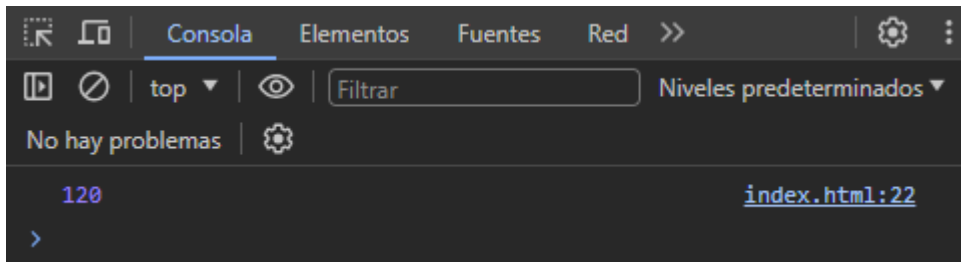 Consola Elementos Fuentes Red >>
top ▼ Filtrar Niveles predeterminados ▼
No hay problemas
120 index.html:22
>